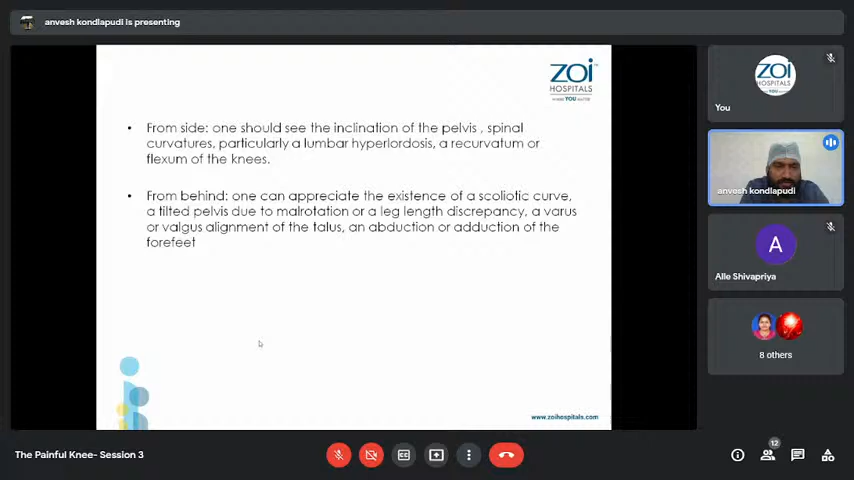 anvesh kondlapudi is presenting
ZOI
HOSPITALS
WHERE YOU MATTER
• From side: one should see the inclination of the pelvis , spinal
curvatures, particularly a lumbar hyperlordosis, a recurvatum or
flexum of the knees.
• From behind: one can appreciate the existence of a scoliotic curve,
a tilted pelvis due to malrotation or a leg length discrepancy, a varus
or valgus alignment of the talus, an abduction or adduction of the
forefeet
www.zoihospitals.com
ZOI
HOSPITALS
You
anvesh kondlapudi
A
Alle Shivapriya
8 others
The Painful Knee- Session 3
CC
12